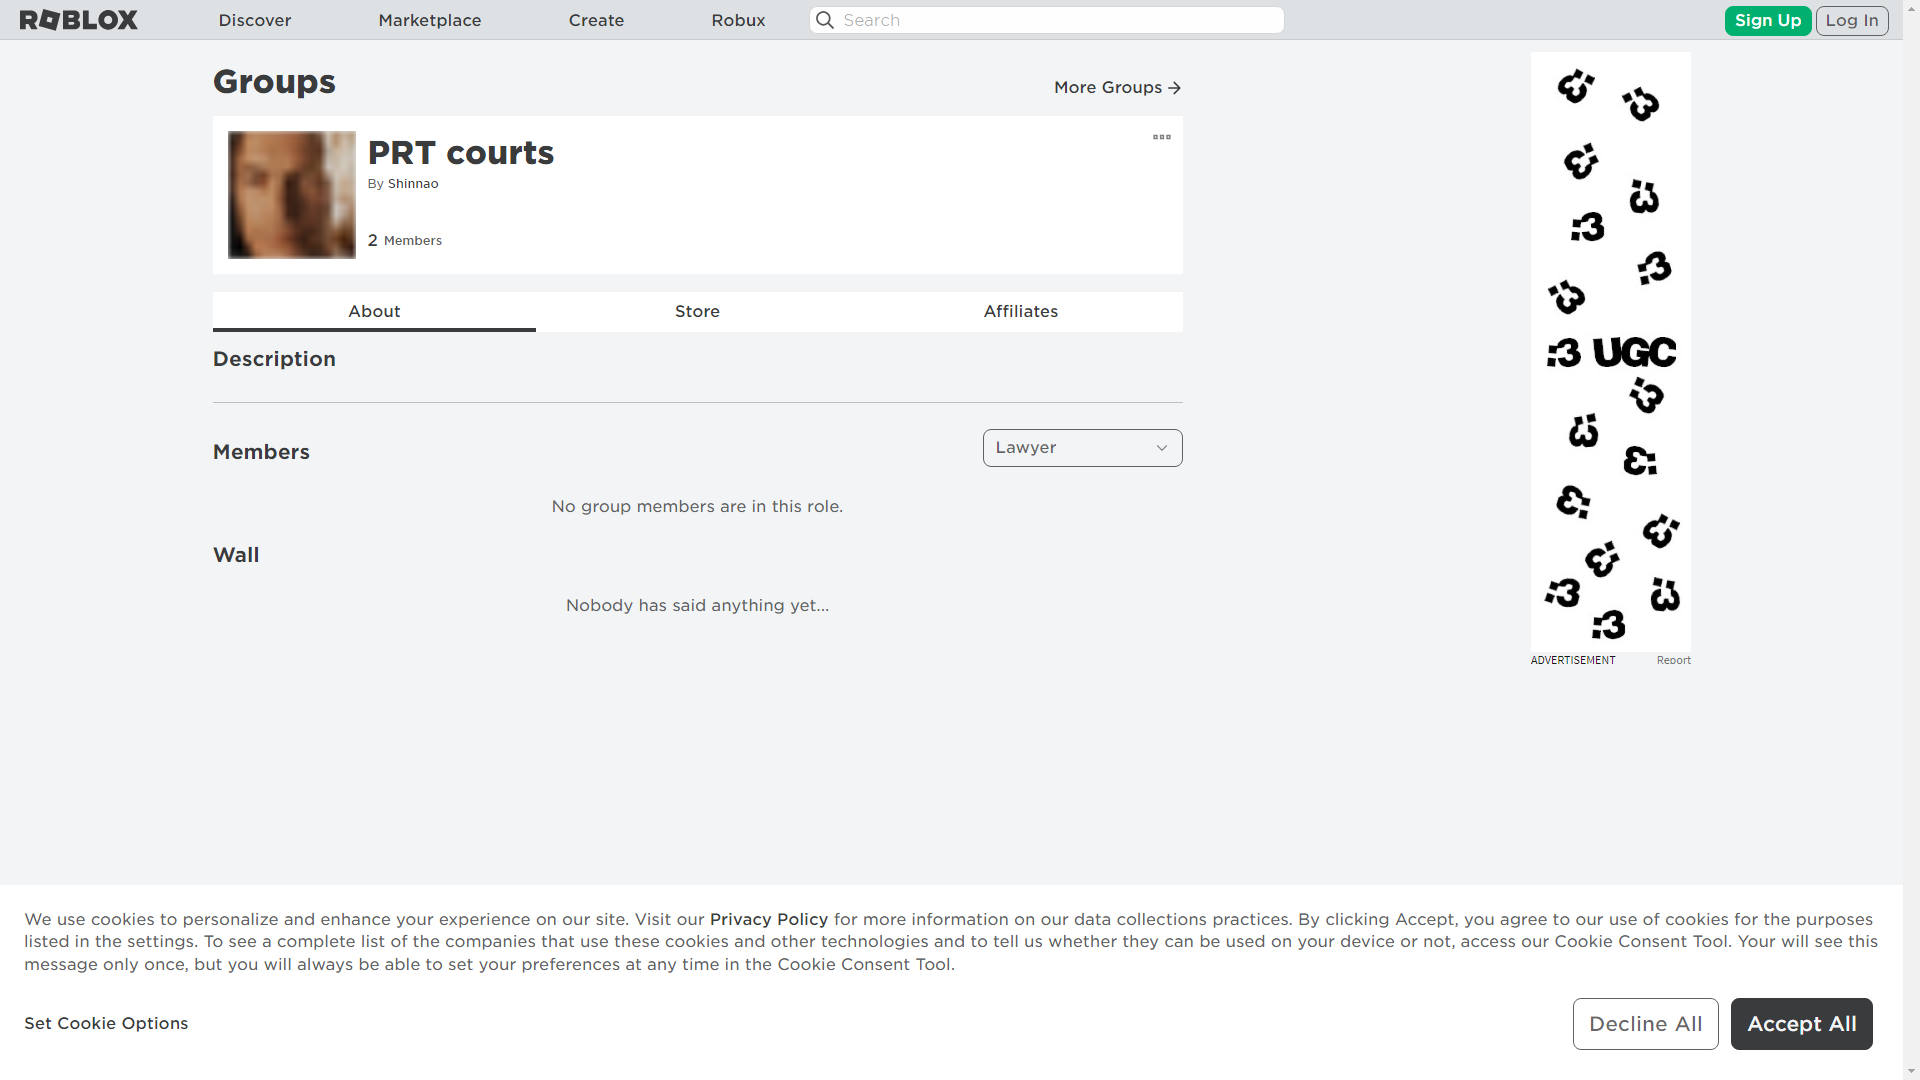 ROBLOX
Discover
Marketplace
Create
Robux
Search
Sign Up
Log In
Groups
More Groups
PRT courts
By Shinnao
2 Members
About
Store
Affiliates
Description
Members
Lawyer
No group members are in this role.
Wall
Nobody has said anything yet...
:3
:3
:3
:3
:3
:3
:3
:3 UGC
:3
:3
:3
:3
:3
:3
:3
:3
:3
ADVERTISEMENT
Report
We use cookies to personalize and enhance your experience on our site. Visit our Privacy Policy for more information on our data collections practices. By clicking Accept, you agree to our use of cookies for the purposes
listed in the settings. To see a complete list of the companies that use these cookies and other technologies and to tell us whether they can be used on your device or not, access our Cookie Consent Tool. Your will see this
message only once, but you will always be able to set your preferences at any time in the Cookie Consent Tool.
Set Cookie Options
Decline All
Accept All